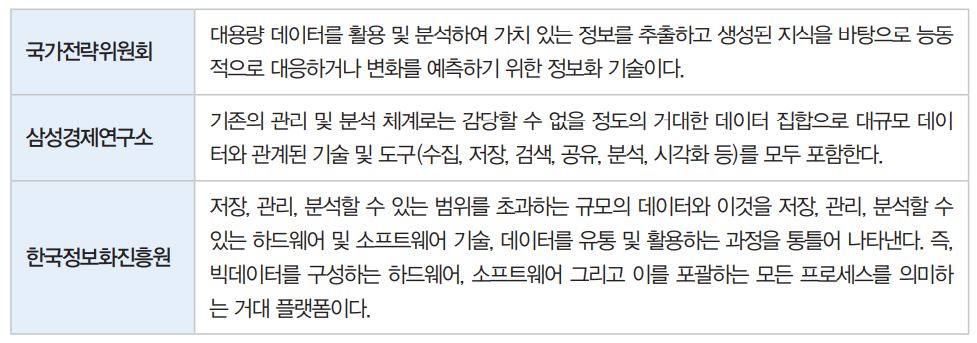 국가전략위원회
대용량 데이터를 활용 및 분석하여 가치 있는 정보를 추출하고 생성된 지식을 바탕으로 능동
적으로 대응하거나 변화를 예측하기 위한 정보화 기술이다.
삼성경제연구소
기존의 관리 및 분석 체계로는 감당할 수 없을 정도의 거대한 데이터 집합으로 대규모 데이
터와 관계된 기술 및 도구(수집, 저장, 검색, 공유, 분석, 시각화 등)를 모두 포함한다.
한국정보화진흥원
저장, 관리, 분석할 수 있는 범위를 초과하는 규모의 데이터와 이것을 저장, 관리, 분석할 수
있는 하드웨어 및 소프트웨어 기술, 데이터를 유통 및 활용하는 과정을 통틀어 나타낸다. 즉,
빅데이터를 구성하는 하드웨어, 소프트웨어 그리고 이를 포괄하는 모든 프로세스를 의미하
는 거대 플랫폼이다.